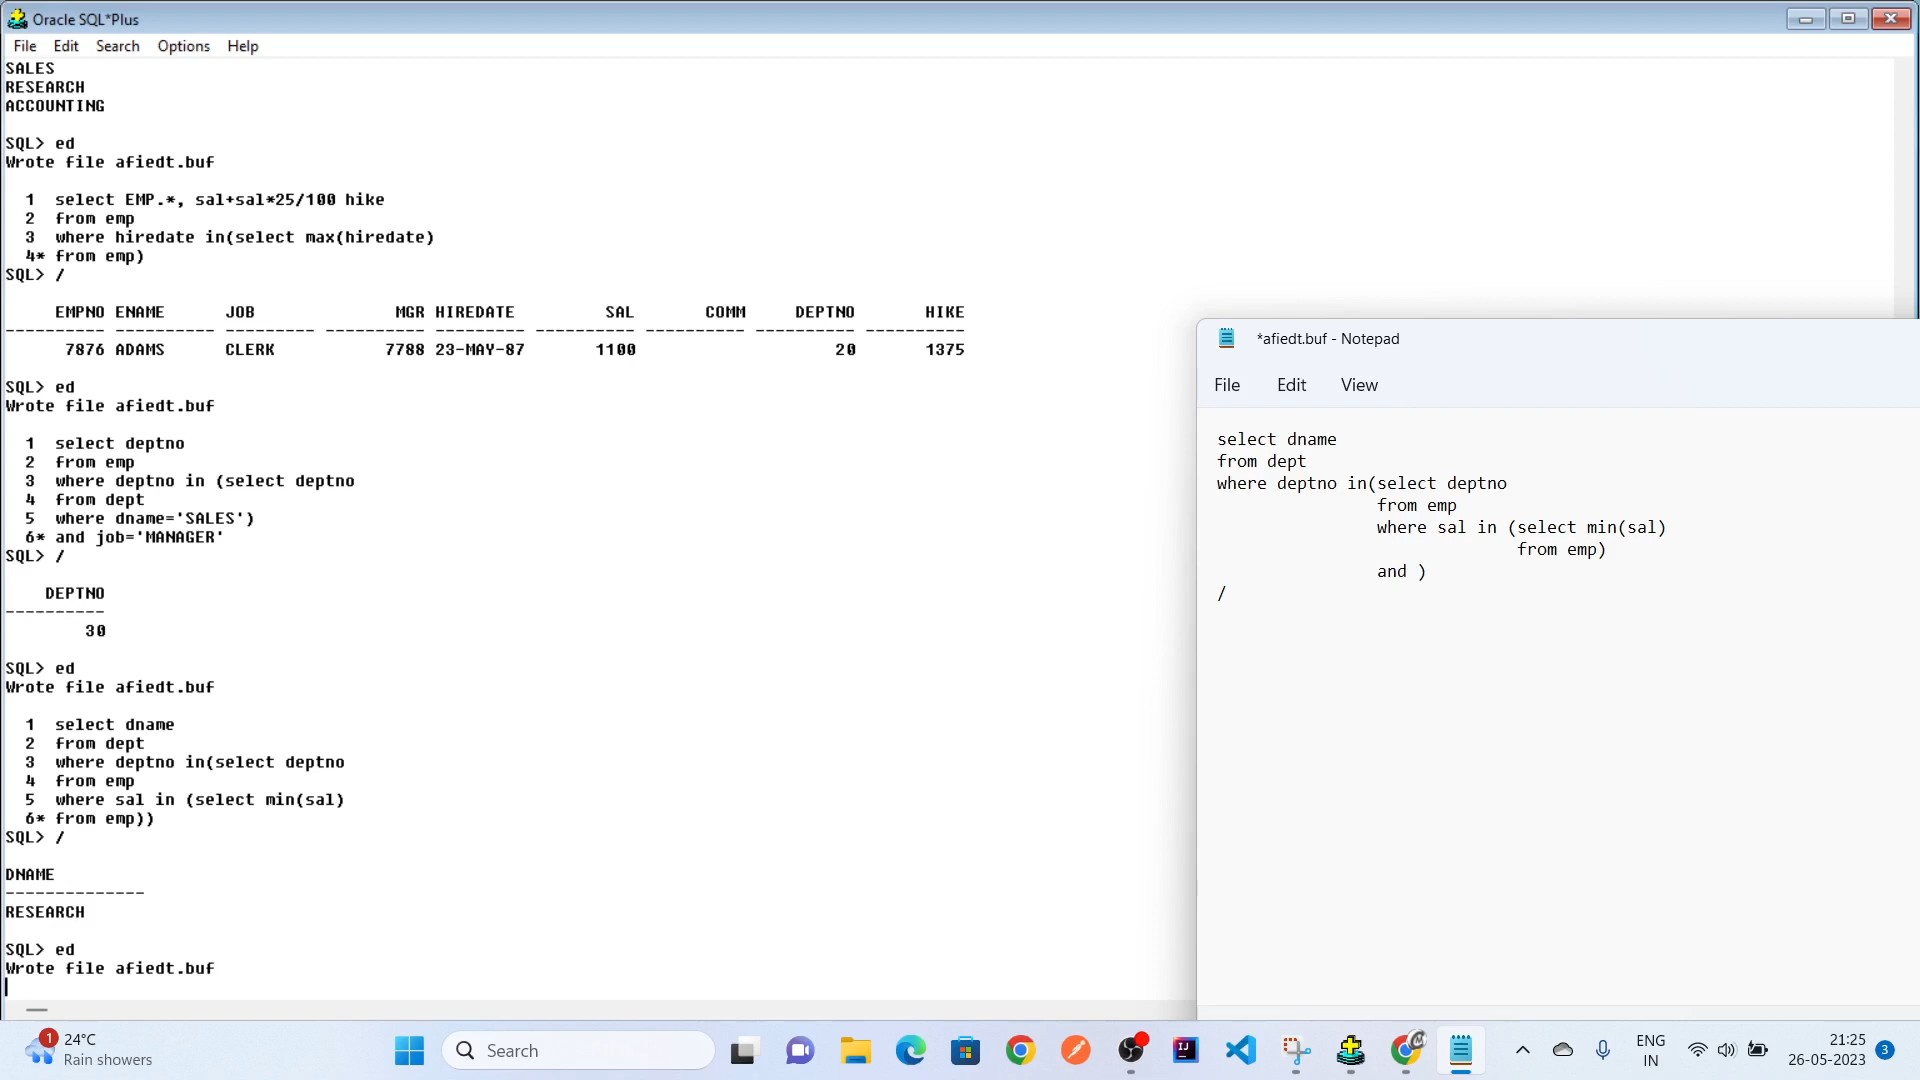 Oracle SQL*Plus
File Edit Search Options Help
SALES
RESEARCH
ACCOUNTING
SQL> ed
Wrote file afiedt.buf
1 select EMP.*, sal+sal*25/100 hike
2 from emp
3 where hiredate in(select max(hiredate)
4* from emp)
SQL> /
EMPNO ENAME JOB MGR HIREDATE SAL COMM DEPTNO HIKE
---------- ---------- --------- ---------- --------- ---------- ---------- ---------- ----------
7876 ADAMS CLERK 7788 23-MAY-87 1100 20 1375
SQL> ed
Wrote file afiedt.buf
1 select deptno
2 from emp
3 where deptno in (select deptno
4 from dept
5 where dname='SALES')
6* and job='MANAGER'
SQL> /
DEPTNO
----------
30
SQL> ed
Wrote file afiedt.buf
1 select dname
2 from dept
3 where deptno in(select deptno
4 from emp
5 where sal in (select min(sal)
6* from emp))
SQL> /
DNAME
--------------
RESEARCH
SQL> ed
Wrote file afiedt.buf
*afiedt.buf - Notepad
File Edit View
select dname
from dept
where deptno in(select deptno
from emp
where sal in (select min(sal)
from emp)
and )
/
1
24°C
Rain showers
Search
ENG
IN
21:25
26-05-2023
3